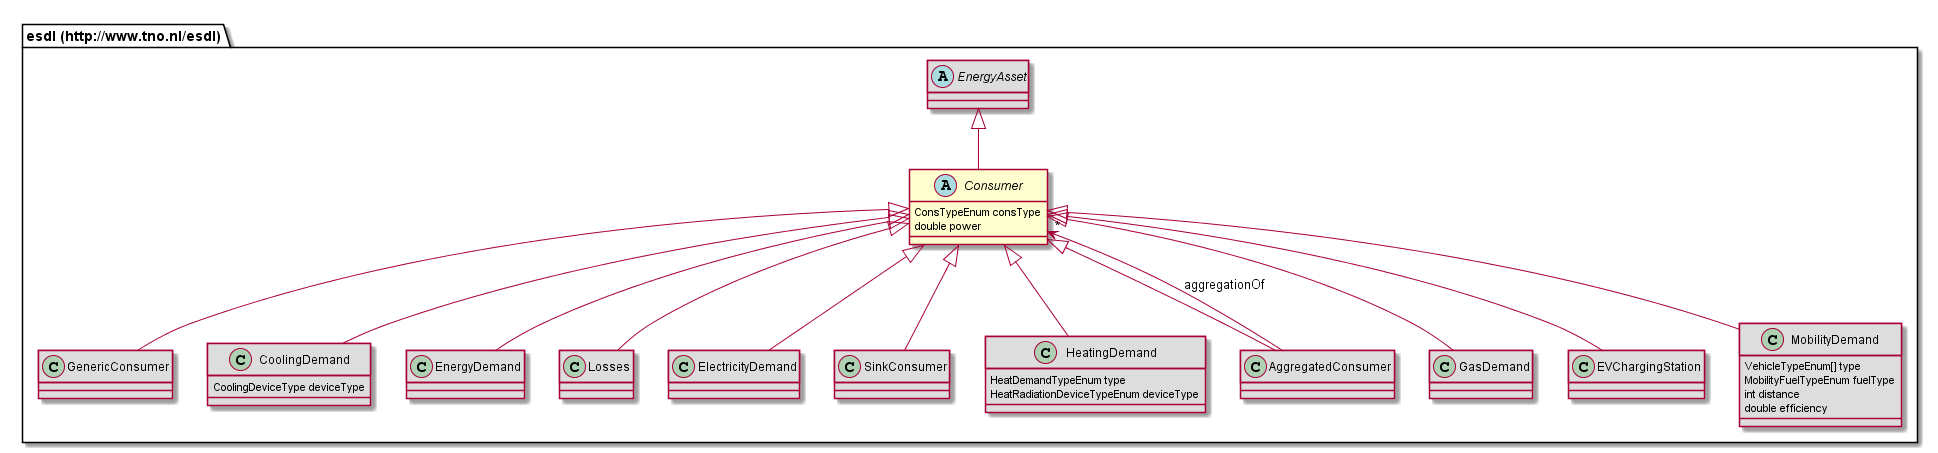 esdl (http://www.tno.nl/esdl)
A EnergyAsset
A Consumer
ConsTypeEnum consType
double power
*
aggregationOf
C GenericConsumer
C CoolingDemand
CoolingDeviceType deviceType
C EnergyDemand
C Losses
C ElectricityDemand
C SinkConsumer
C HeatingDemand
HeatDemandTypeEnum type
HeatRadiationDeviceTypeEnum deviceType
C AggregatedConsumer
C GasDemand
C EVChargingStation
C MobilityDemand
VehicleTypeEnum[] type
MobilityFuelTypeEnum fuelType
int distance
double efficiency